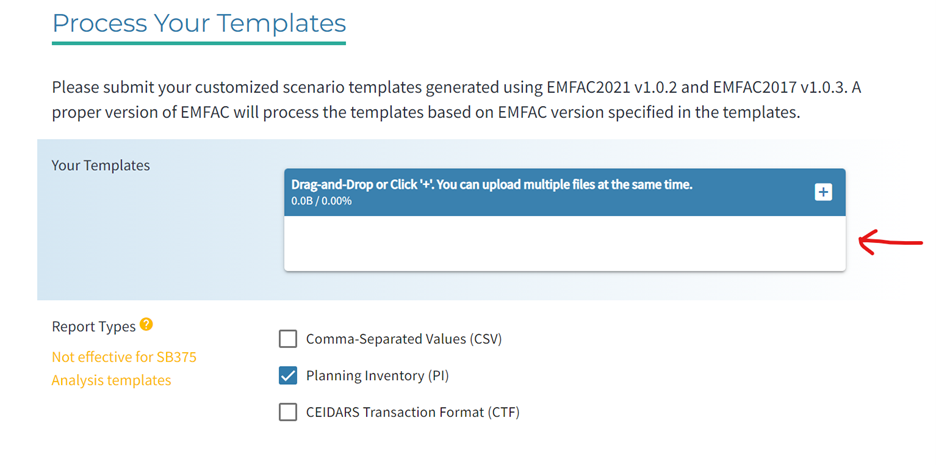 Process Your Templates
Please submit your customized scenario templates generated using EMFAC2021 v1.0.2 and EMFAC2017 v1.0.3. A
proper version of EMFAC will process the templates based on EMFAC version specified in the templates.
Your Templates
Drag-and-Drop or Click '+'. You can upload multiple files at the same time.
0.0B / 0.00%
Report Types ?
Not effective for SB375
Analysis templates
Comma-Separated Values (CSV)
Planning Inventory (PI)
CEIDARS Transaction Format (CTF)